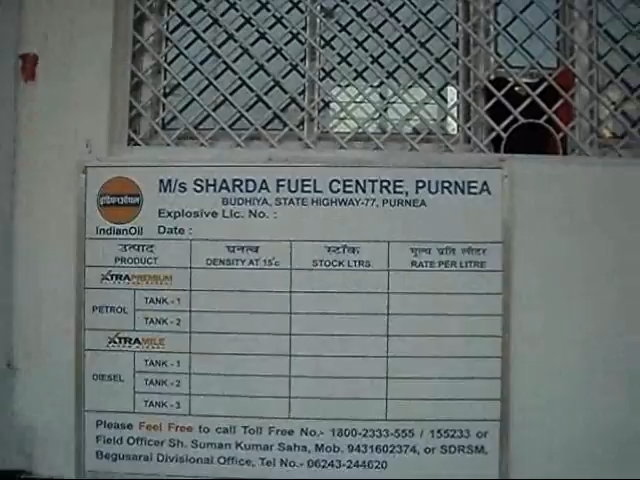 M/s SHARDA FUEL CENTRE, PURNEA
BUDHIYA, STATE HIGHWAY-77, PURNEA
इंडियनऑयल
Explosive Lic. No. :
IndianOil
Date :
उत्पाद घनत्व स्टॉक मूल्य प्रति लीटर
PRODUCT DENSITY AT 15°c STOCK LTRS. RATE PER LITRE
XTRAPREMIUM
PETROL
TANK - 1
TANK - 2
XTRAMILE
DIESEL
TANK - 1
TANK - 2
TANK - 3
Please Feel Free to call Toll Free No.- 1800-2333-555 / 155233 or
Field Officer Sh. Suman Kumar Saha, Mob. 9431602374, or SDRSM,
Begusarai Divisional Office, Tel No.- 06243-244620